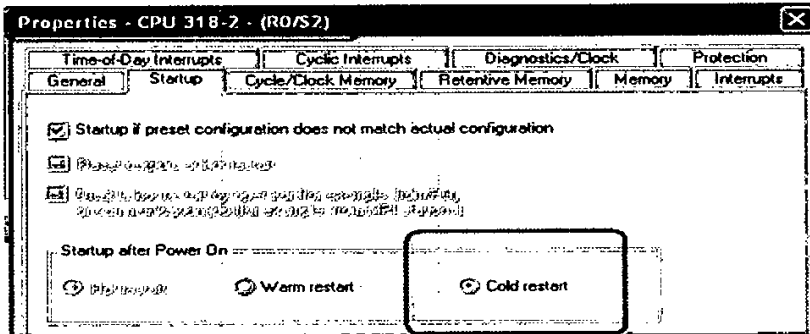 Properties - CPU 318-2 - (R0/S2)
Time-of-Day Interrupts Cyclic Interrupts Diagnostics/Clock Protection
General Startup Cycle/Clock Memory Retentive Memory Memory Interrupts
Startup if preset configuration does not match actual configuration
Startup after Power On
Warm restart Cold restart